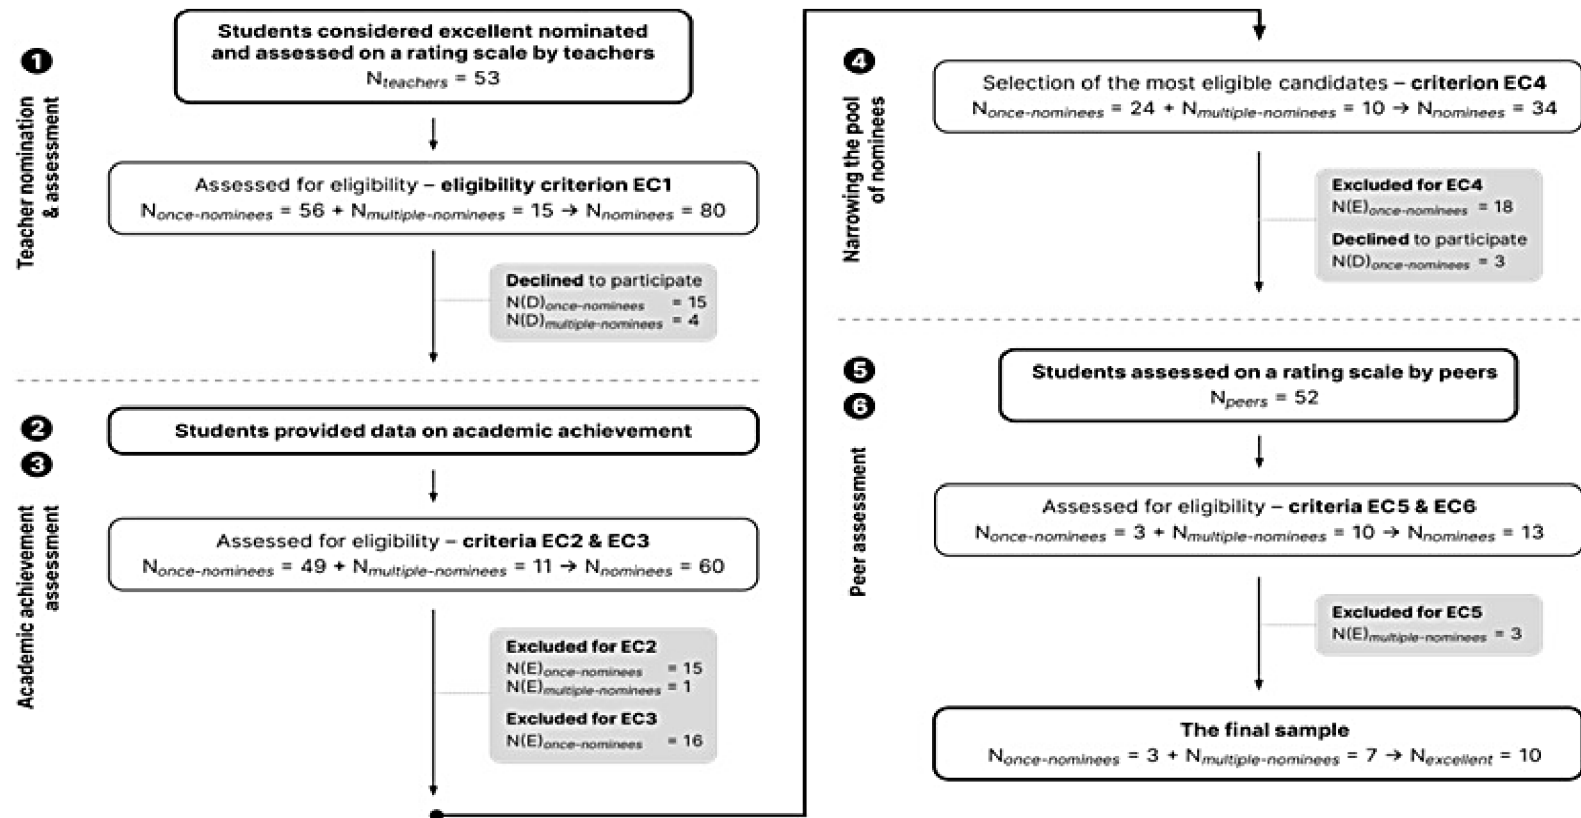 1
Teacher nomination
& assessment
Students considered excellent nominated
and assessed on a rating scale by teachers
Nteachers = 53
Assessed for eligibility – eligibility criterion EC1
Nonce-nominees = 56 + Nmultiple-nominees = 15 → Nnominees = 80
Declined to participate
N(D)once-nominees = 15
N(D)multiple-nominees = 4
2
3
Academic achievement
assessment
Students provided data on academic achievement
Assessed for eligibility – criteria EC2 & EC3
Nonce-nominees = 49 + Nmultiple-nominees = 11 → Nnominees = 60
Excluded for EC2
N(E)once-nominees = 15
N(E)multiple-nominees = 1
Excluded for EC3
N(E)once-nominees = 16
4
Narrowing the pool
of nominees
Selection of the most eligible candidates – criterion EC4
Nonce-nominees = 24 + Nmultiple-nominees = 10 → Nnominees = 34
Excluded for EC4
N(E)once-nominees = 18
Declined to participate
N(D)once-nominees = 3
5
6
Peer assessment
Students assessed on a rating scale by peers
Npeers = 52
Assessed for eligibility – criteria EC5 & EC6
Nonce-nominees = 3 + Nmultiple-nominees = 10 → Nnominees = 13
Excluded for EC5
N(E)multiple-nominees = 3
The final sample
Nonce-nominees = 3 + Nmultiple-nominees = 7 → Nexcellent = 10